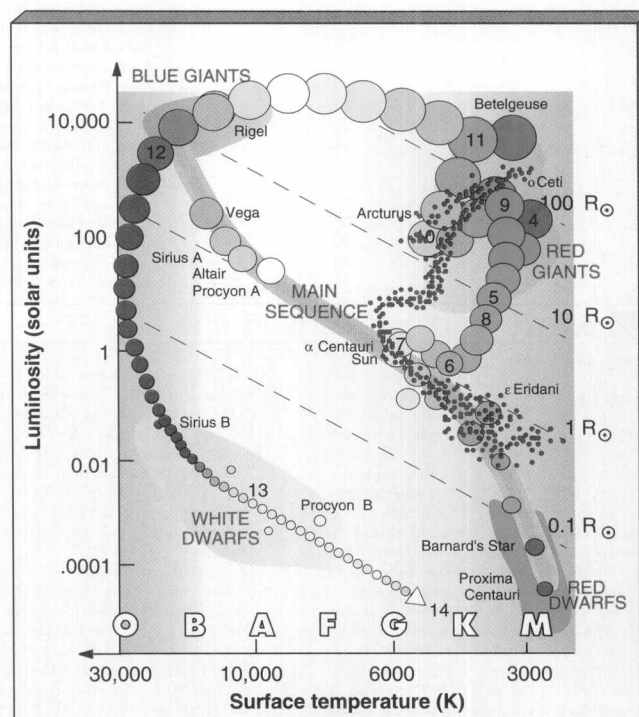 BLUE GIANTS
Betelgeuse
10,000
Rigel
11
12
ο Ceti
9
100 R☉
Arcturus
4
Vega
10
100
RED
GIANTS
Sirius A
Altair
Procyon A
MAIN
SEQUENCE
5
10 R☉
8
α Centauri
7
1
Sun
6
ε Eridani
Sirius B
1 R☉
0.01
13
Procyon B
WHITE
DWARFS
0.1 R☉
Barnard's Star
.0001
Proxima
Centauri
RED
DWARFS
14
O B A F G K M
30,000 10,000 6000 3000
Surface temperature (K)
Luminosity (solar units)